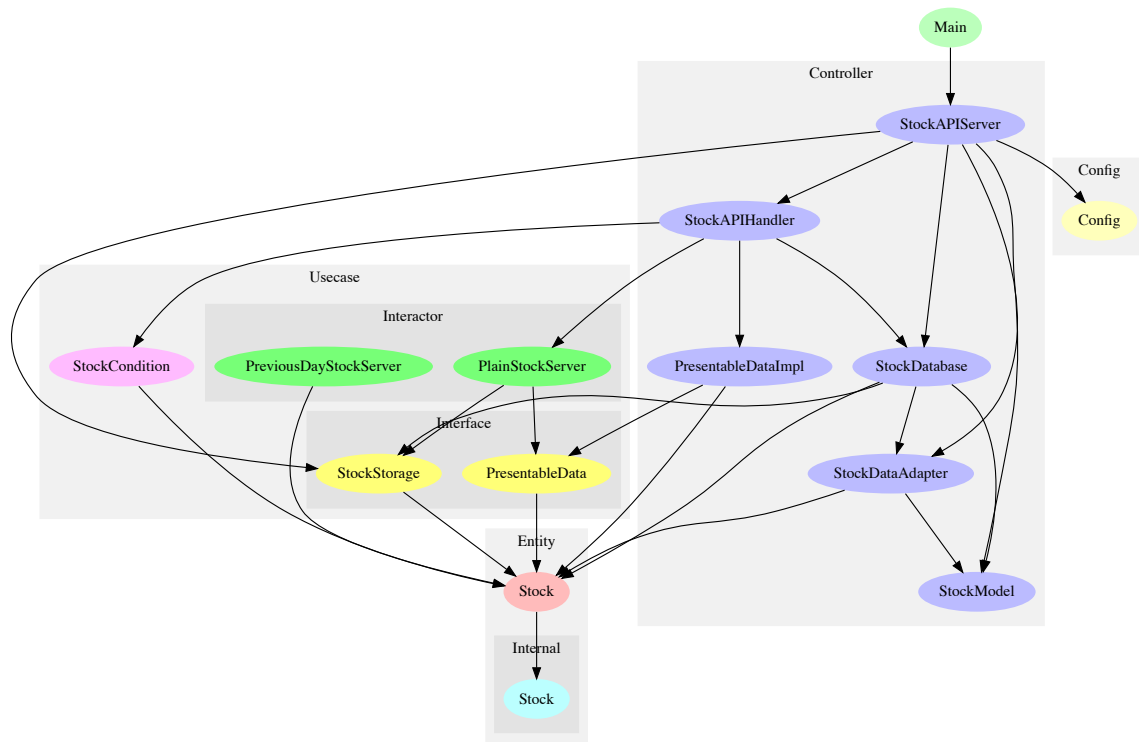 Main
Controller
StockAPIServer
Config
Config
StockAPIHandler
Usecase
Interactor
StockCondition
PreviousDayStockServer
PlainStockServer
PresentableDataImpl
StockDatabase
Interface
StockStorage
PresentableData
StockDataAdapter
Entity
Stock
StockModel
Internal
Stock